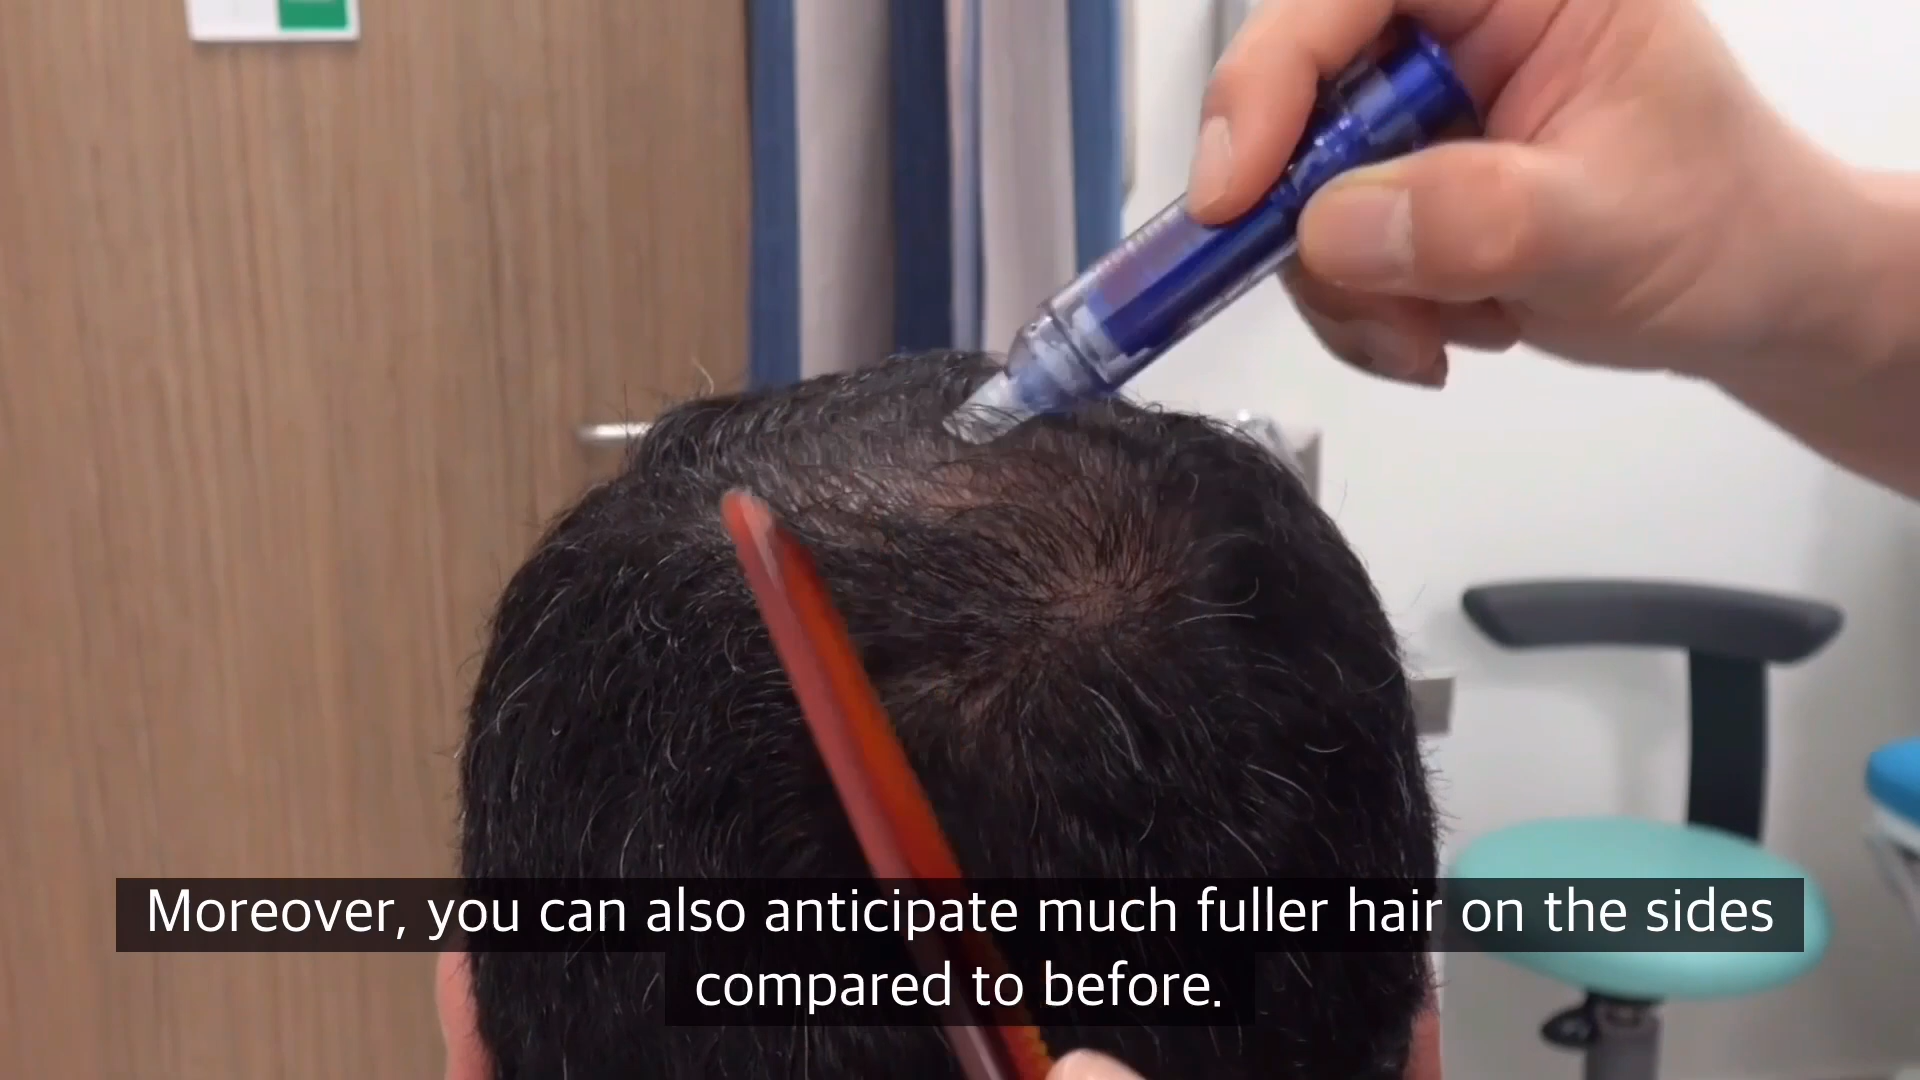 Moreover, you can also anticipate much fuller hair on the sides
compared to before.